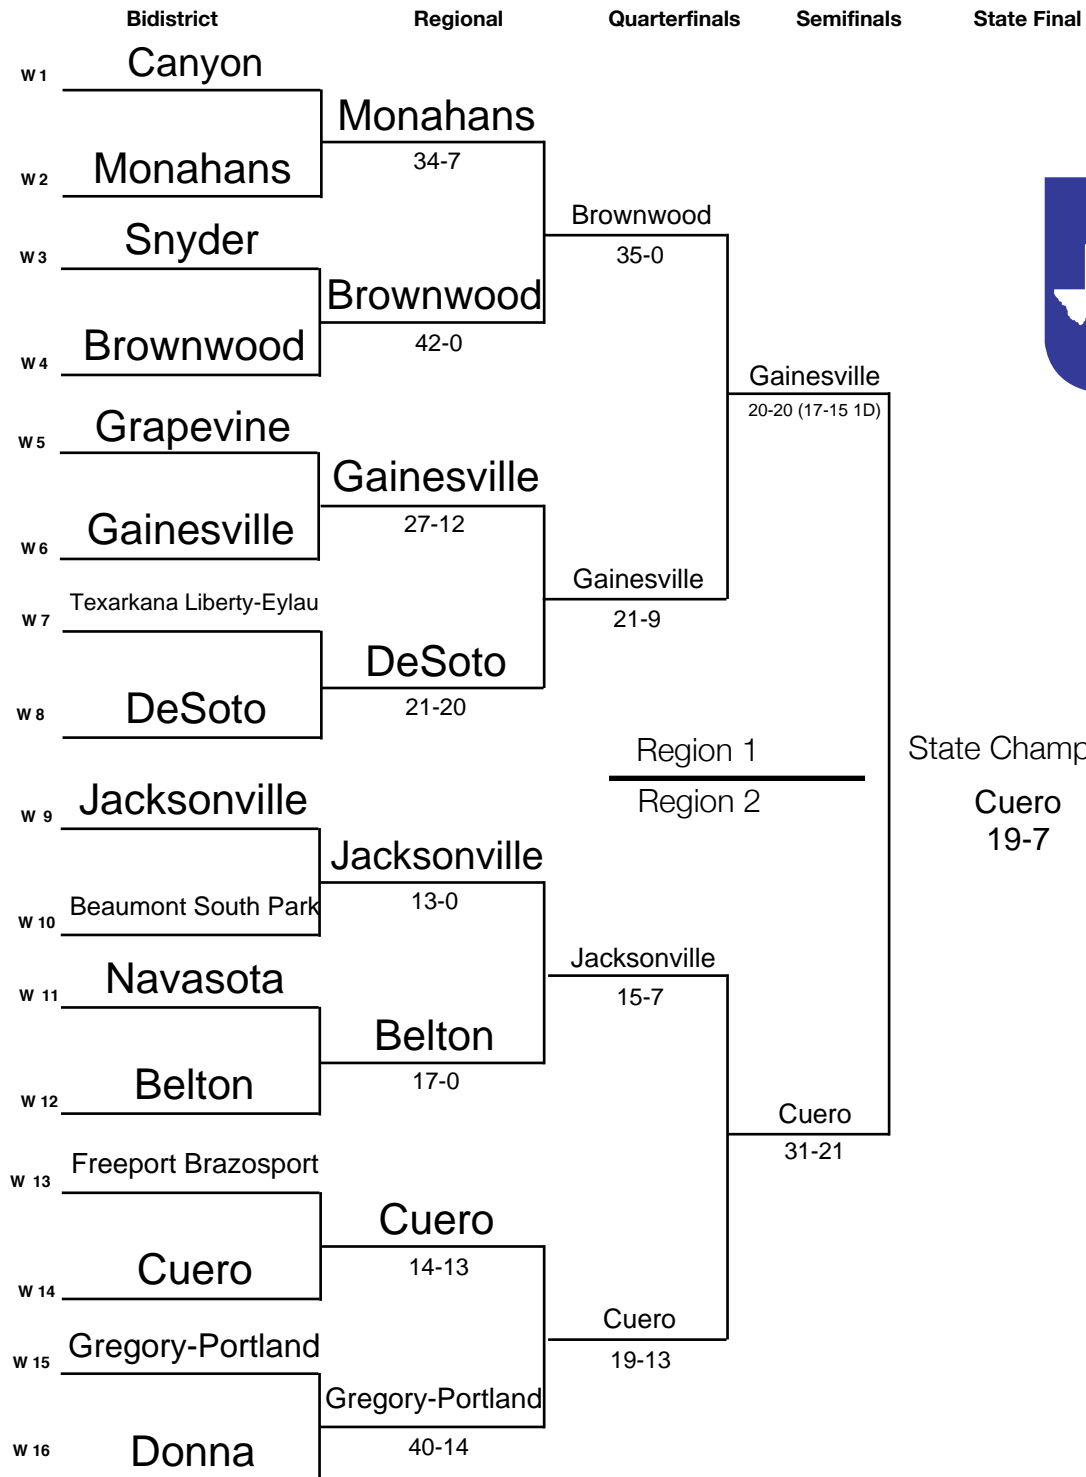 Bidistrict Regional Quarterfinals Semifinals State Final
W 1 Canyon
Monahans
34-7
W 2 Monahans
Brownwood
35-0
W 3 Snyder
Brownwood
42-0
W 4 Brownwood
Gainesville
20-20 (17-15 1D)
W 5 Grapevine
Gainesville
27-12
W 6 Gainesville
Gainesville
21-9
W 7 Texarkana Liberty-Eylau
DeSoto
21-20
W 8 DeSoto
Region 1
Region 2
State Champ
Cuero
19-7
W 9 Jacksonville
Jacksonville
13-0
W 10 Beaumont South Park
Jacksonville
15-7
W 11 Navasota
Belton
17-0
W 12 Belton
Cuero
31-21
W 13 Freeport Brazosport
Cuero
14-13
W 14 Cuero
Cuero
19-13
W 15 Gregory-Portland
Gregory-Portland
40-14
W 16 Donna